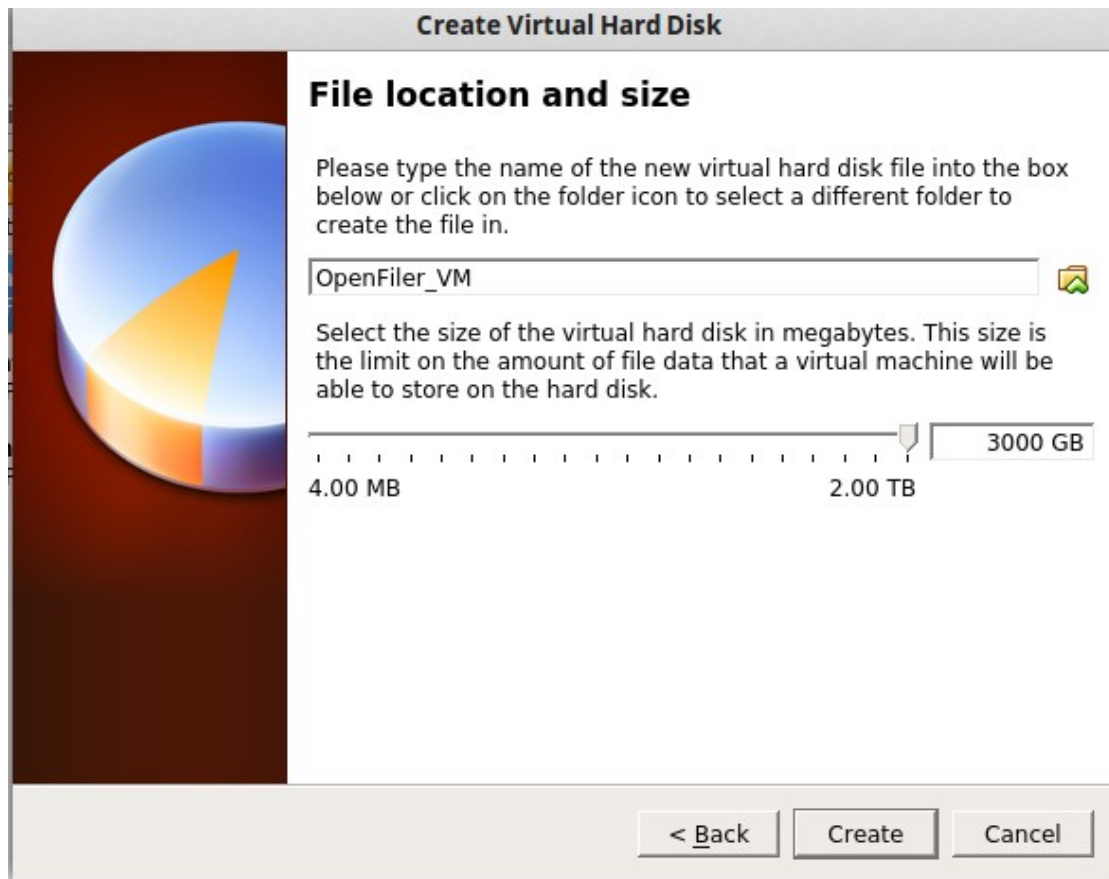 Create Virtual Hard Disk
File location and size
Please type the name of the new virtual hard disk file into the box
below or click on the folder icon to select a different folder to
create the file in.
OpenFiler_VM
Select the size of the virtual hard disk in megabytes. This size is
the limit on the amount of file data that a virtual machine will be
able to store on the hard disk.
3000 GB
4.00 MB 2.00 TB
< Back Create Cancel